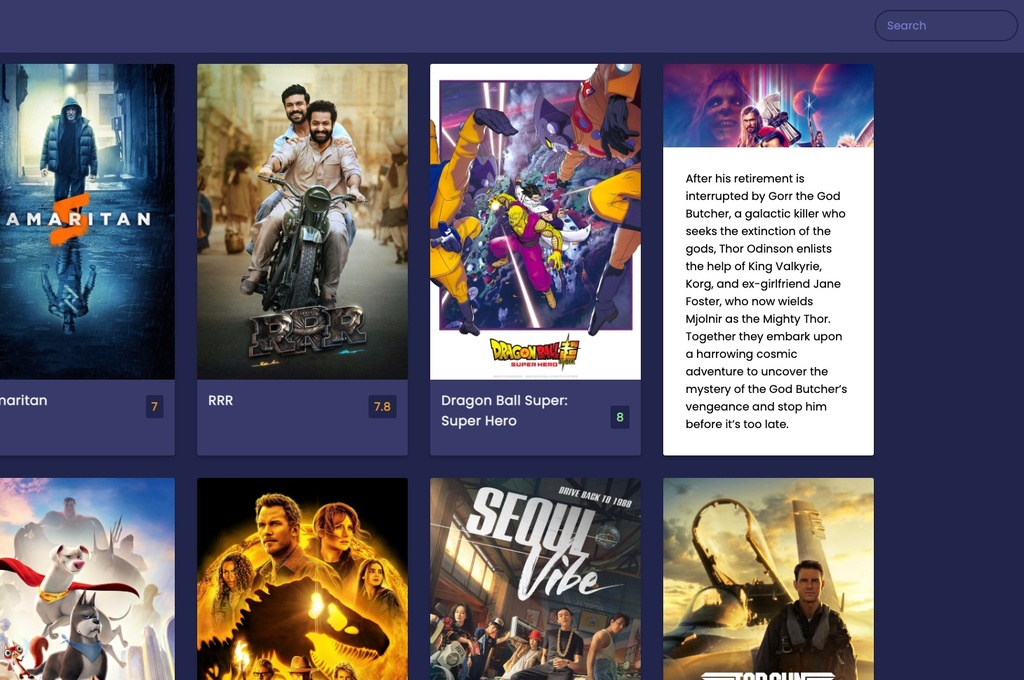 Search
AMARITAN
RRR
DRAGONBALL
SUPER
SUPER HERO
After his retirement is
interrupted by Gorr the God
Butcher, a galactic killer who
seeks the extinction of the
gods, Thor Odinson enlists
the help of King Valkyrie,
Korg, and ex-girlfriend Jane
Foster, who now wields
Mjolnir as the Mighty Thor.
Together they embark upon
a harrowing cosmic
adventure to uncover the
mystery of the God Butcher’s
vengeance and stop him
before it’s too late.
maritan
7
RRR
7.8
Dragon Ball Super:
Super Hero
8
DRIVE BACK TO 1988
SEOUL
Vibe
TOP GUN